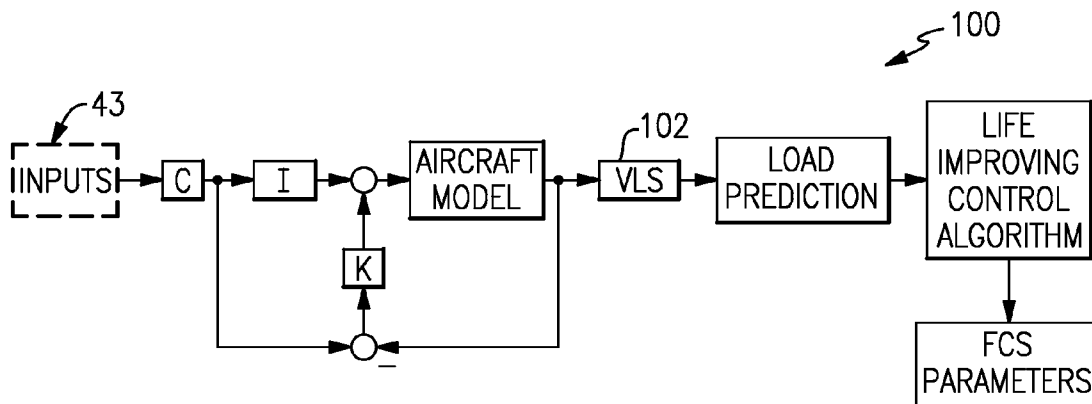 100
43
INPUTS
C
I
AIRCRAFT
MODEL
102
VLS
LOAD
PREDICTION
LIFE
IMPROVING
CONTROL
ALGORITHM
K
−
FCS
PARAMETERS